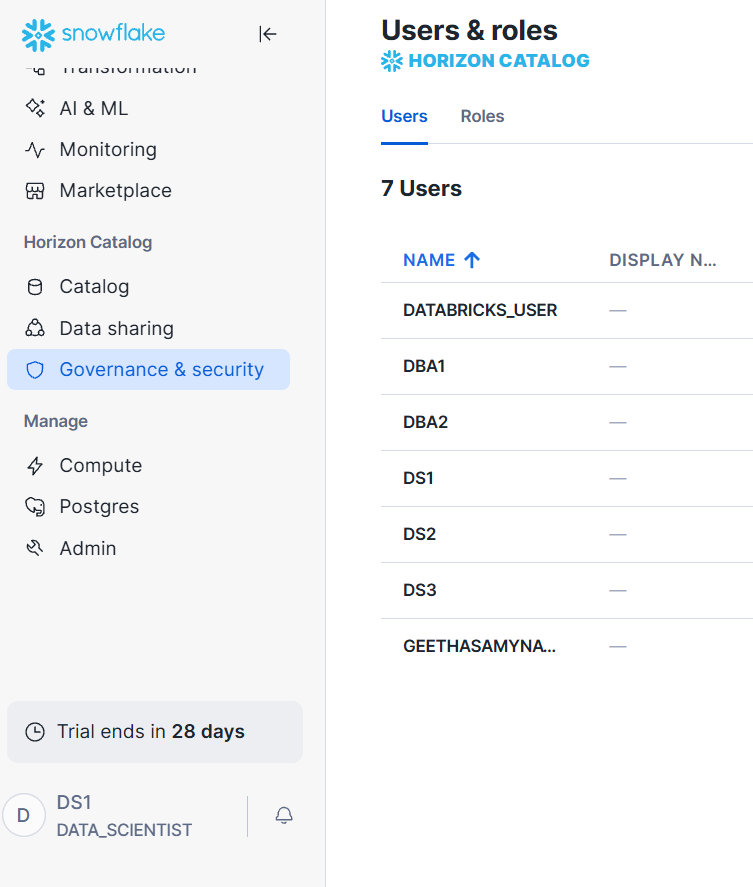 snowflake
Transformation
AI & ML
Monitoring
Marketplace
Horizon Catalog
Catalog
Data sharing
Governance & security
Manage
Compute
Postgres
Admin
Trial ends in 28 days
D
DS1
DATA_SCIENTIST
Users & roles
HORIZON CATALOG
Users Roles
7 Users
NAME DISPLAY N...
DATABRICKS_USER —
DBA1 —
DBA2 —
DS1 —
DS2 —
DS3 —
GEETHASAMYNA... —